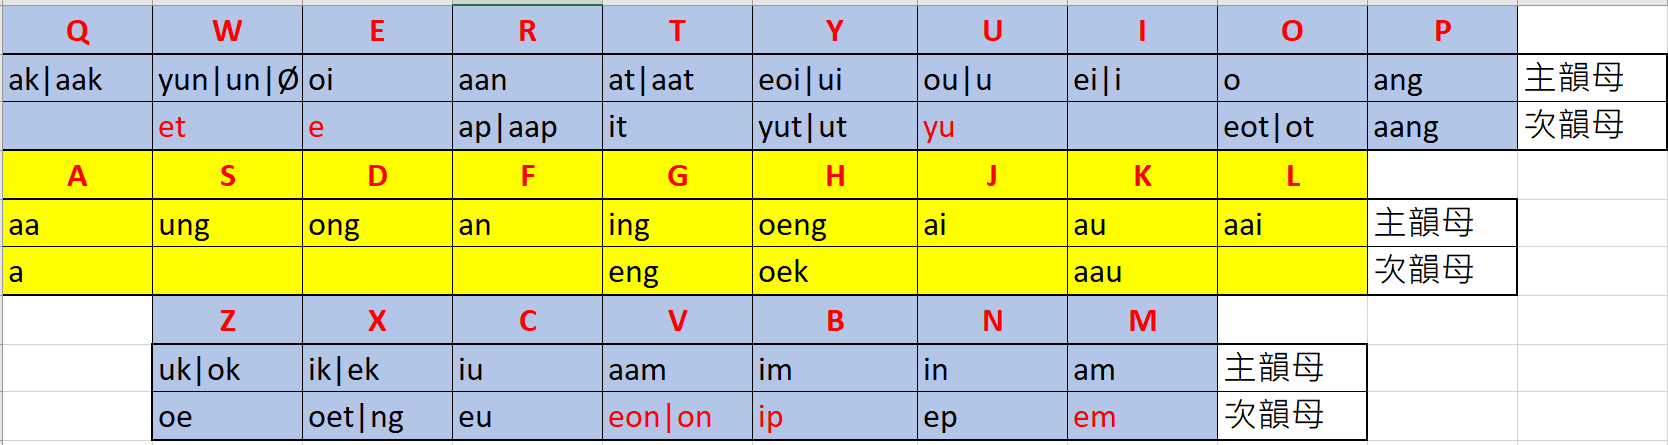 Q W E R T Y U I O P
ak|aak yun|un|Ø oi aan at|aat eoi|ui ou|u ei|i o ang 主韻母
et e ap|aap it yut|ut yu eot|ot aang 次韻母
A S D F G H J K L
aa ung ong an ing oeng ai au aai 主韻母
a eng oek aau 次韻母
Z X C V B N M
uk|ok ik|ek iu aam im in am 主韻母
oe oet|ng eu eon|on ip ep em 次韻母